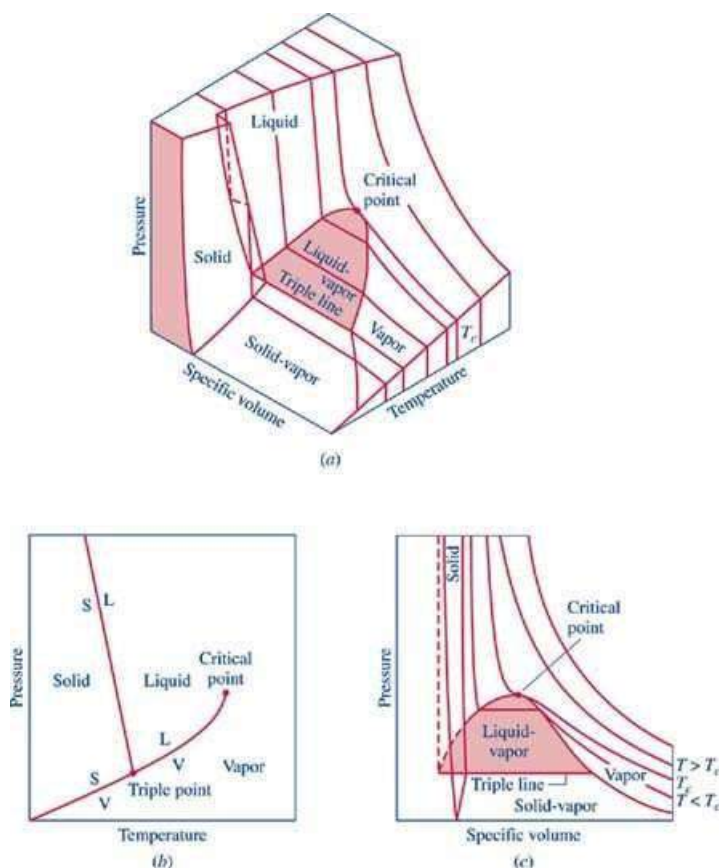 Liquid
Critical
point
Pressure
Solid
Liquid-
vapor
Triple line
Vapor
Solid-vapor
T_c
Specific volume
Temperature
(a)
S L
Solid
Liquid
Critical
point
L
V
Vapor
S
V
Triple point
Pressure
Temperature
(b)
Solid
Critical
point
Pressure
Liquid-
vapor
Vapor
T > T_c
T_c
T < T_c
Triple line
Solid-vapor
Specific volume
(c)